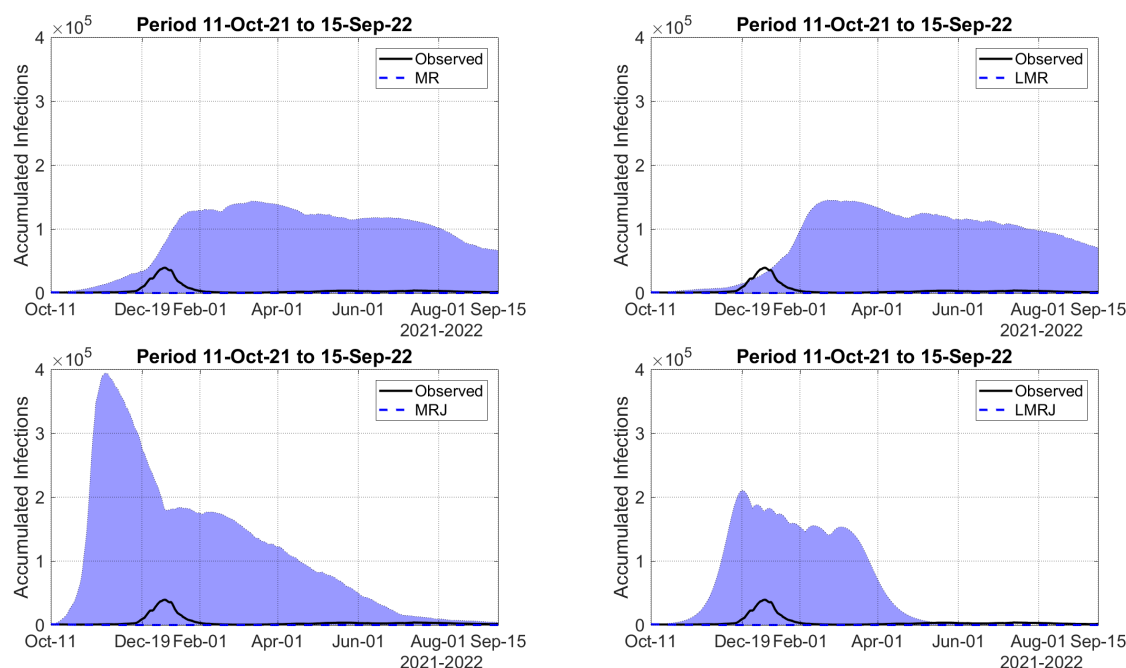 Period 11-Oct-21 to 15-Sep-22
×10^5
Accumulated Infections
4
3
2
1
0
Observed
MR
Oct-11 Dec-19 Feb-01 Apr-01 Jun-01 Aug-01 Sep-15
2021-2022
Period 11-Oct-21 to 15-Sep-22
×10^5
Accumulated Infections
4
3
2
1
0
Observed
LMR
Oct-11 Dec-19 Feb-01 Apr-01 Jun-01 Aug-01 Sep-15
2021-2022
Period 11-Oct-21 to 15-Sep-22
×10^5
Accumulated Infections
4
3
2
1
0
Observed
MRJ
Oct-11 Dec-19 Feb-01 Apr-01 Jun-01 Aug-01 Sep-15
2021-2022
Period 11-Oct-21 to 15-Sep-22
×10^5
Accumulated Infections
4
3
2
1
0
Observed
LMRJ
Oct-11 Dec-19 Feb-01 Apr-01 Jun-01 Aug-01 Sep-15
2021-2022